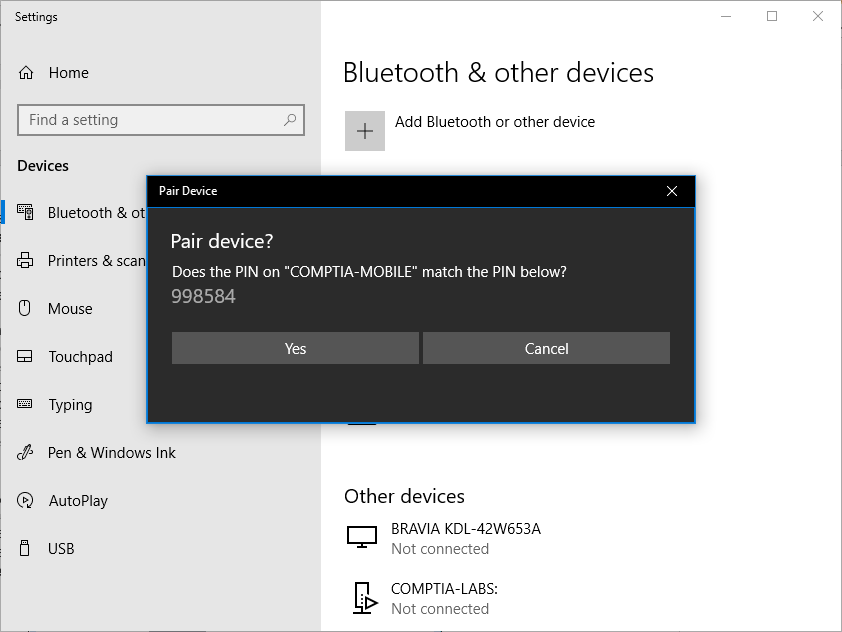 Settings
Home
Find a setting
Devices
Bluetooth & ot
Printers & scan
Mouse
Touchpad
Typing
Pen & Windows Ink
AutoPlay
USB
Bluetooth & other devices
Add Bluetooth or other device
Pair Device
Pair device?
Does the PIN on "COMPTIA-MOBILE" match the PIN below?
998584
Yes
Cancel
Other devices
BRAVIA KDL-42W653A
Not connected
COMPTIA-LABS:
Not connected